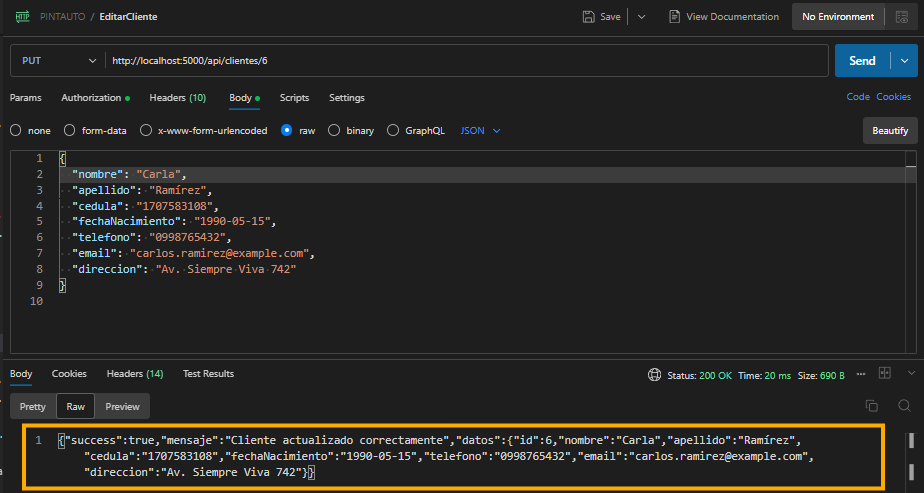 HTTP PINTAUTO / EditarCliente Save View Documentation No Environment
PUT http://localhost:5000/api/clientes/6 Send
Params Authorization Headers (10) Body Scripts Settings Code Cookies
none form-data x-www-form-urlencoded raw binary GraphQL JSON Beautify
1 {
2 "nombre": "Carla",
3 "apellido": "Ramírez",
4 "cedula": "1707583108",
5 "fechaNacimiento": "1990-05-15",
6 "telefono": "0998765432",
7 "email": "carlos.ramirez@example.com",
8 "direccion": "Av. Siempre Viva 742"
9 }
10
Body Cookies Headers (14) Test Results Status: 200 OK Time: 20 ms Size: 690 B
Pretty Raw Preview
1 {"success":true,"mensaje":"Cliente actualizado correctamente","datos":{"id":6,"nombre":"Carla","apellido":"Ramírez",
"cedula":"1707583108","fechaNacimiento":"1990-05-15","telefono":"0998765432","email":"carlos.ramirez@example.com",
"direccion":"Av. Siempre Viva 742"}}